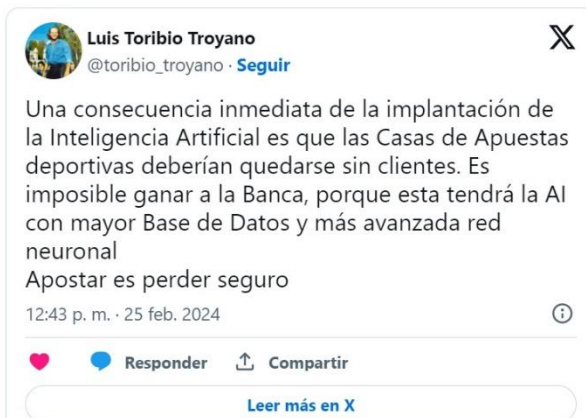 Luis Toribio Troyano
@toribio_troyano · Seguir
Una consecuencia inmediata de la implantación de
la Inteligencia Artificial es que las Casas de Apuestas
deportivas deberían quedarse sin clientes. Es
imposible ganar a la Banca, porque esta tendrá la AI
con mayor Base de Datos y más avanzada red
neuronal
Apostar es perder seguro
12:43 p. m. · 25 feb. 2024
Responder Compartir
Leer más en X